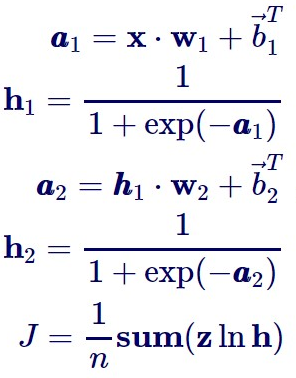 a₁ = x · w₁ + b⃗₁ᵀ
h₁ = 1 / (1 + exp(−a₁))
a₂ = h₁ · w₂ + b⃗₂ᵀ
h₂ = 1 / (1 + exp(−a₂))
J = 1/n sum(z ln h)